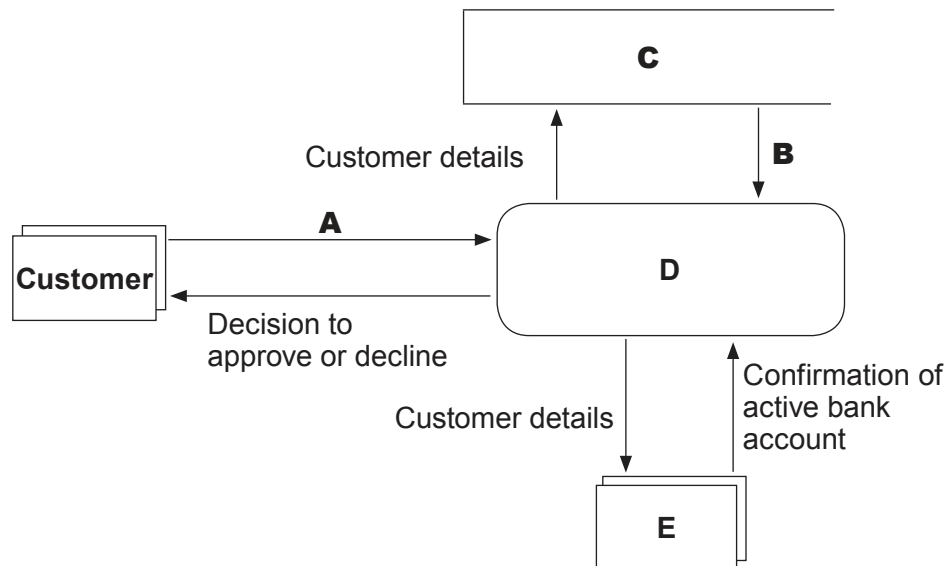 C
Customer details
B
A
Customer
D
Decision to
approve or decline
Customer details
Confirmation of
active bank
account
E